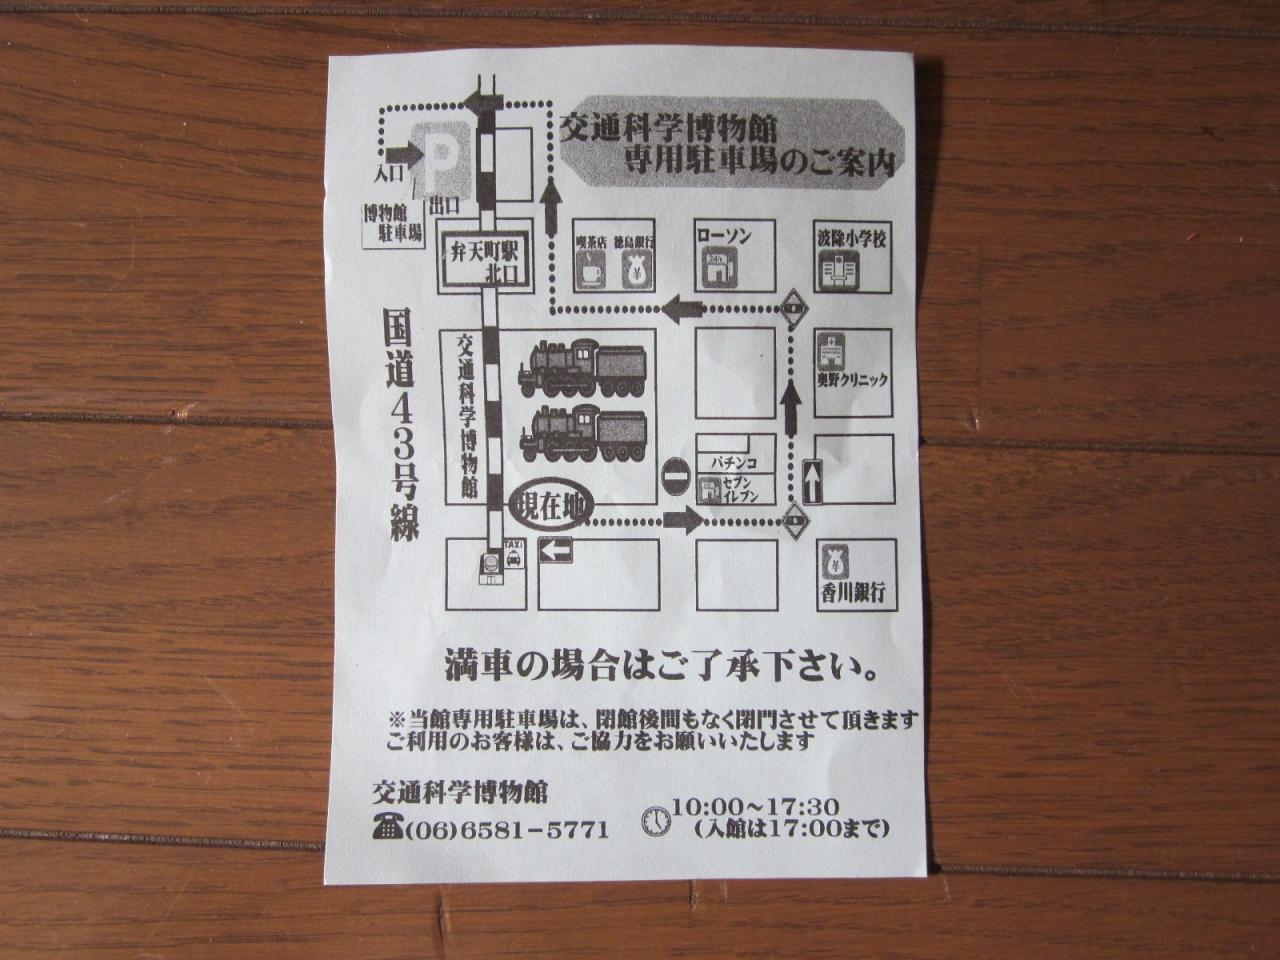 交通科学博物館
専用駐車場のご案内
P
入口
出口
博物館
駐車場
弁天町駅
北口
喫茶店
徳島銀行
ローソン
24h
波除小学校
国道43号線
交通科学博物館
奥野クリニック
パチンコ
セブン
イレブン
現在地
TAXI
香川銀行
満車の場合はご了承下さい。
※当館専用駐車場は、閉館後間もなく閉門させて頂きます
ご利用のお客様は、ご協力をお願いいたします
交通科学博物館
☎(06)6581-5771
10:00〜17:30
(入館は17:00まで)